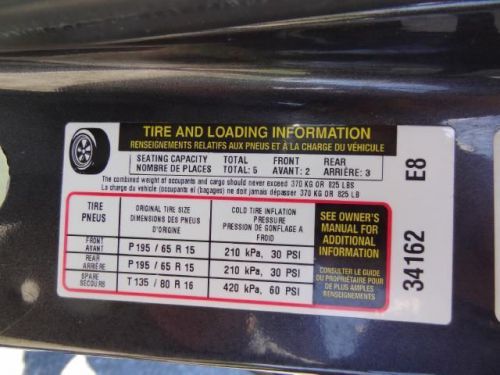 TIRE AND LOADING INFORMATION
RENSEIGNEMENTS RELATIFS AUX PNEUS ET À LA CHARGE DU VÉHICULE
SEATING CAPACITY TOTAL FRONT REAR
NOMBRE DE PLACES TOTAL: 5 AVANT: 2 ARRIÈRE: 3
The combined weight of occupants and cargo should never exceed 370 KG OR 825 LBS
La charge du véhicule (occupants et (bagages) ne doit jamais dépasser 370 KG OR 825 LB
TIRE
PNEUS
ORIGINAL TIRE SIZE
DIMENSIONS DES PNEUS
D'ORIGINE
COLD TIRE INFLATION
PRESSURE
PRESSION DE GONFLAGE A
FROID
FRONT
AVANT
P 195 / 65 R 15
210 kPa, 30 PSI
REAR
ARRIÈRE
P 195 / 65 R 15
210 kPa, 30 PSI
SPARE
SECOURS
T 135 / 80 R 16
420 kPa, 60 PSI
SEE OWNER'S
MANUAL FOR
ADDITIONAL
INFORMATION
CONSULTER LE GUIDE
DU PROPRIÉTAIRE POUR
DE PLUS AMPLES
RENSEIGNEMENTS
34162 E8